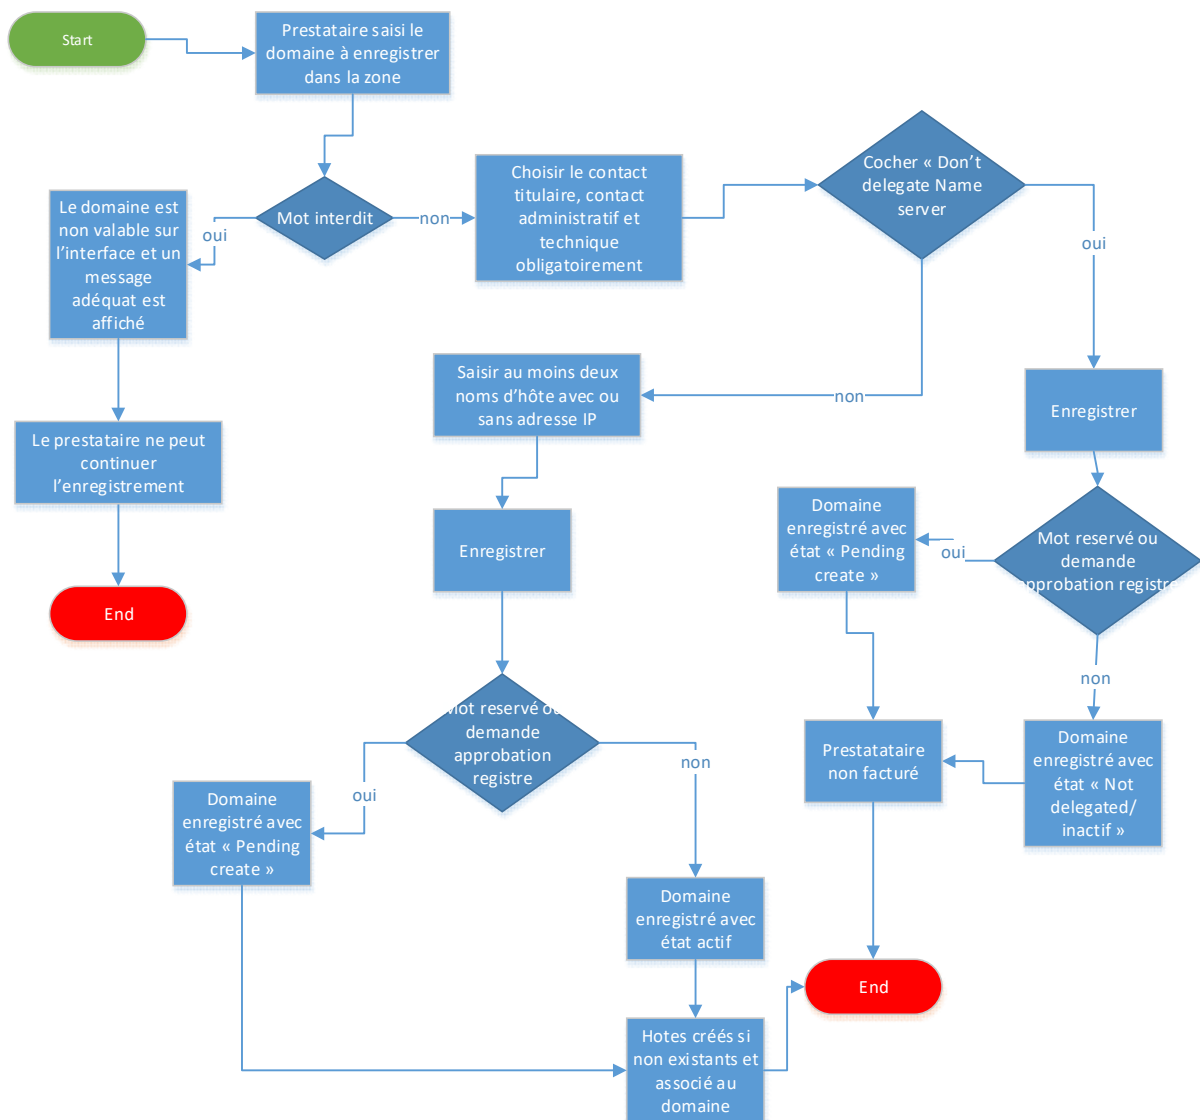 Start
Prestataire saisi le
domaine à enregistrer
dans la zone
Mot interdit
oui
non
Le domaine est
non valable sur
l'interface et un
message
adéquat est
affiché
Le prestataire ne peut
continuer
l'enregistrement
End
Choisir le contact
titulaire, contact
administratif et
technique
obligatoirement
Cocher « Don't
delegate Name
server
oui
non
Saisir au moins deux
noms d'hôte avec ou
sans adresse IP
Enregistrer
Mot reservé ou
demande
approbation
registre
oui
non
Domaine
enregistré avec
état « Pending
create »
Domaine
enregistré avec
état actif
Hotes créés si
non existants et
associé au
domaine
Enregistrer
Mot reservé ou
demande
approbation registre
oui
non
Domaine
enregistré avec
état « Pending
create »
Domaine
enregistré avec
état « Not
delegated/
inactif »
Prestatataire
non facturé
End